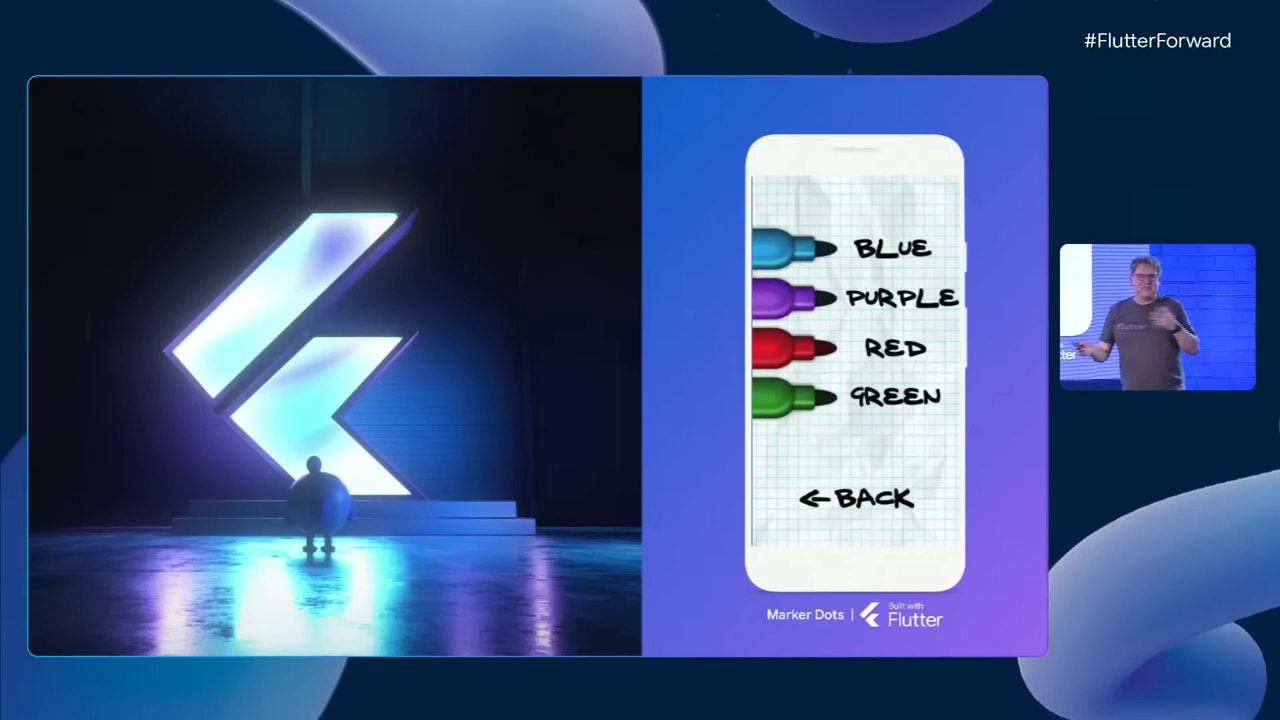 #FlutterForward
BLUE
PURPLE
RED
GREEN
←BACK
Marker Dots | Built with Flutter